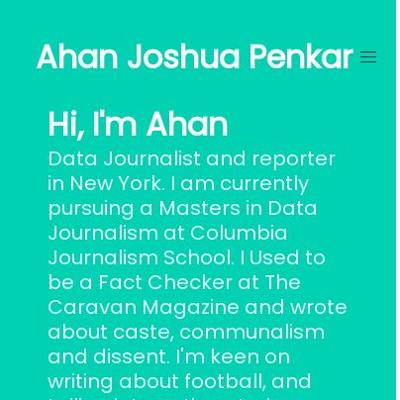 Ahan Joshua Penkar
Hi, I'm Ahan
Data Journalist and reporter
in New York. I am currently
pursuing a Masters in Data
Journalism at Columbia
Journalism School. I Used to
be a Fact Checker at The
Caravan Magazine and wrote
about caste, communalism
and dissent. I'm keen on
writing about football, and